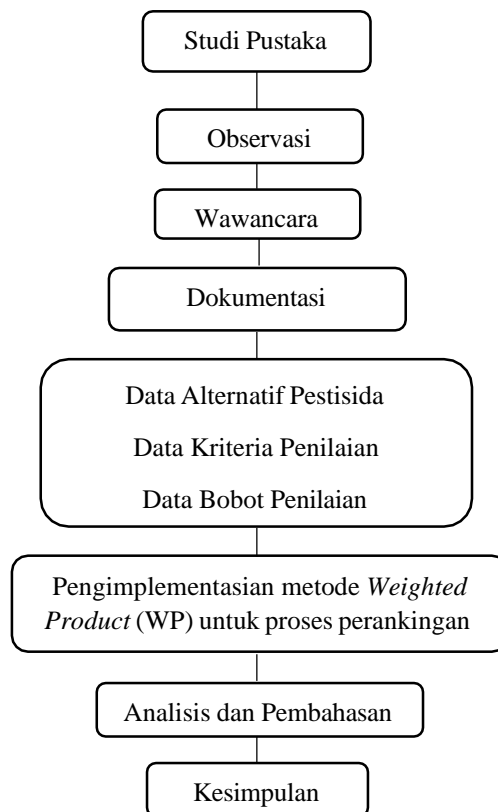 Studi Pustaka
Observasi
Wawancara
Dokumentasi
Data Alternatif Pestisida
Data Kriteria Penilaian
Data Bobot Penilaian
Pengimplementasian metode Weighted
Product (WP) untuk proses perankingan
Analisis dan Pembahasan
Kesimpulan